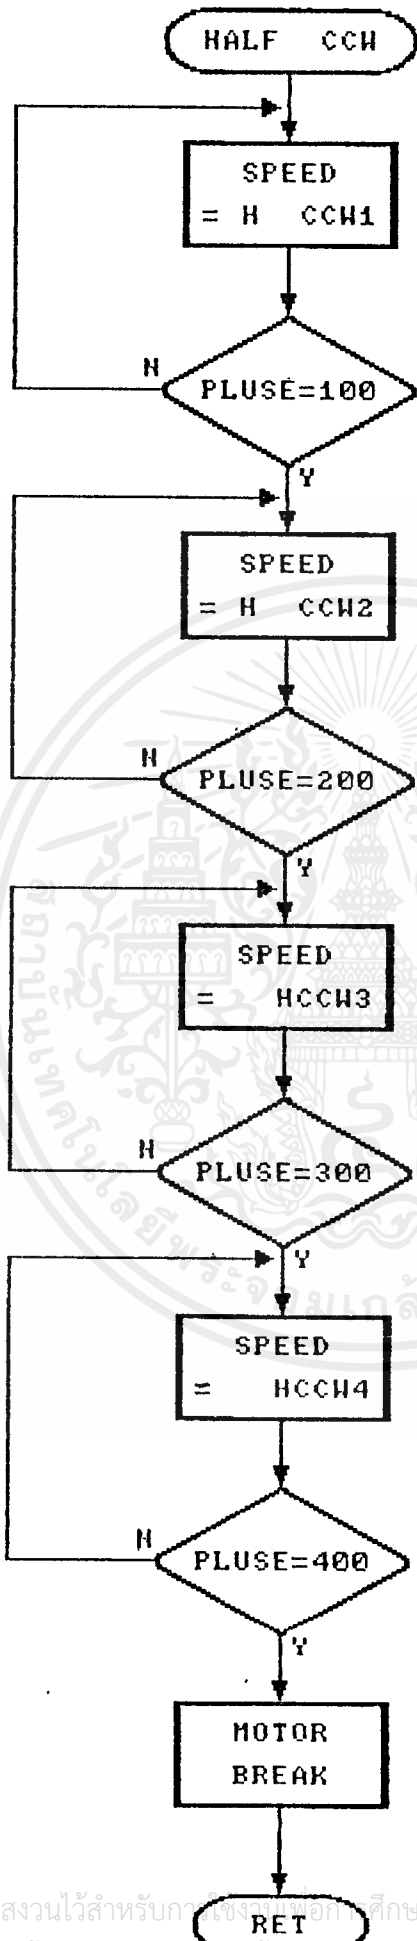 HALF CCW
SPEED
= H CCW1
N
PLUSE=100
Y
SPEED
= H CCW2
N
PLUSE=200
Y
SPEED
= HCCW3
N
PLUSE=300
Y
SPEED
= HCCW4
N
PLUSE=400
Y
MOTOR
BREAK
RET